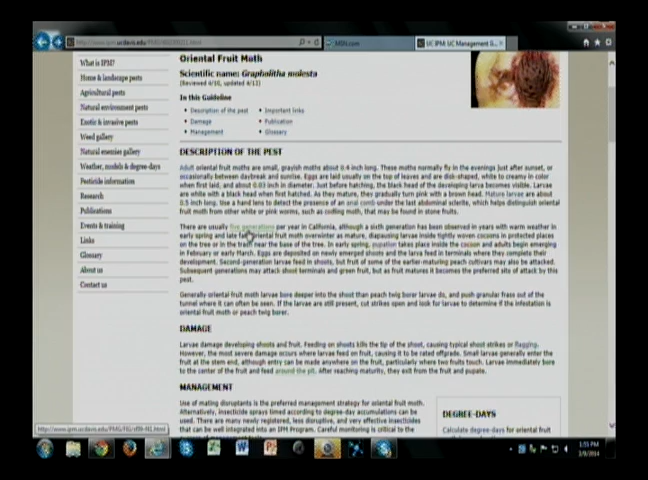 http://www.ipm.ucdavis.edu/PMG/
MSN.com
UC IPM: UC Management G...
What is IPM?
Home & landscape pests
Agricultural pests
Natural environment pests
Exotic & invasive pests
Weed gallery
Natural enemies gallery
Weather, models & degree-days
Pesticide information
Research
Publications
Events & training
Links
Glossary
About us
Contact us
Oriental Fruit Moth
Scientific name: Grapholitha molesta
(Reviewed 4/10, updated 4/13)
In this Guideline
• Description of the pest
• Damage
• Management
• Important links
• Publication
• Glossary
DESCRIPTION OF THE PEST
Adult oriental fruit moths are small, grayish moths about 0.4 inch long. These moths normally fly in the evenings just after sunset, or
occasionally between daybreak and sunrise. Eggs are laid usually on the top of leaves and are disk-shaped, white to creamy in color
when first laid, and about 0.03 inch in diameter. Just before hatching, the black head of the developing larva becomes visible. Larvae
are white with a black head when first hatched. As they mature, they gradually turn pink with a brown head. Mature larvae are about
0.5 inch long. Use a hand lens to detect the presence of an anal comb under the last abdominal sclerite, which helps distinguish oriental
fruit moth from other white or pink worms, such as codling moth, that may be found in stone fruits.
There are usually five generations per year in California, although a sixth generation has been observed in years with warm weather in
early spring and late fall. Oriental fruit moths overwinter as mature, diapausing larvae inside tightly woven cocoons in protected places
on the tree or in the trash near the base of the tree. In early spring, pupation takes place inside the cocoon and adults begin emerging
in February or early March. Eggs are deposited on newly emerged shoots and the larva feed in terminals where they complete their
development. Second-generation larvae feed in shoots, but fruit of some of the earlier-maturing peach cultivars may also be attacked.
Subsequent generations may attack shoot terminals and green fruit, but as fruit matures it becomes the preferred site of attack by this
pest.
Generally oriental fruit moth larvae bore deeper into the shoot than peach twig borer larvae do, and push granular frass out of the
tunnel where it can often be seen. If the larvae are still present, cut strikes open and look for larvae to determine if the infestation is
oriental fruit moth or peach twig borer.
DAMAGE
Larvae damage developing shoots and fruit. Feeding on shoots kills the tip of the shoot, causing typical shoot strikes or flagging.
However, the most severe damage occurs where larvae feed on fruit, causing it to be rated offgrade. Small larvae generally enter the
fruit at the stem end, although entry can be made anywhere on the fruit, particularly where two fruits touch. Larvae immediately bore
to the center of the fruit and feed around the pit. After reaching maturity, they exit from the fruit and pupate.
MANAGEMENT
Use of mating disruptants is the preferred management strategy for oriental fruit moth.
Alternatively, insecticide sprays timed according to degree-day accumulations can be
used. There are many newly registered, less disruptive, and very effective insecticides
that can be well integrated into an IPM Program. Careful monitoring is critical to the
DEGREE-DAYS
Calculate degree-days for oriental fruit
1:55 PM